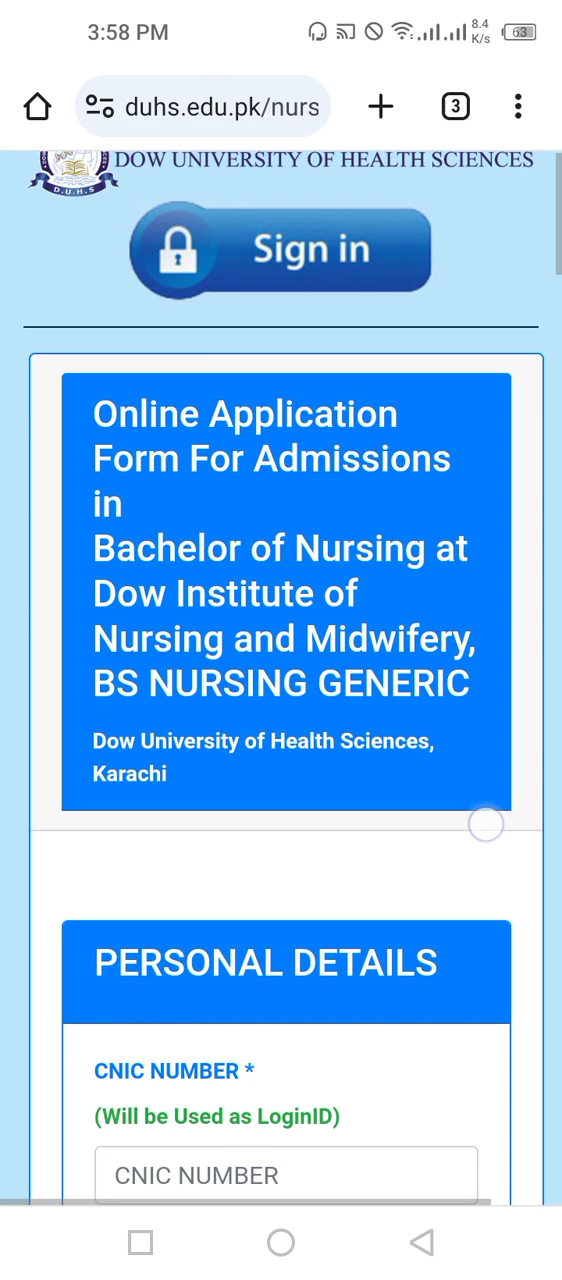 3:58 PM
8.4
K/s
63
duhs.edu.pk/nurs
3
DOW UNIVERSITY OF HEALTH SCIENCES
D.U.H.S
Sign in
Online Application
Form For Admissions
in
Bachelor of Nursing at
Dow Institute of
Nursing and Midwifery,
BS NURSING GENERIC
Dow University of Health Sciences,
Karachi
PERSONAL DETAILS
CNIC NUMBER *
(Will be Used as LoginID)
CNIC NUMBER